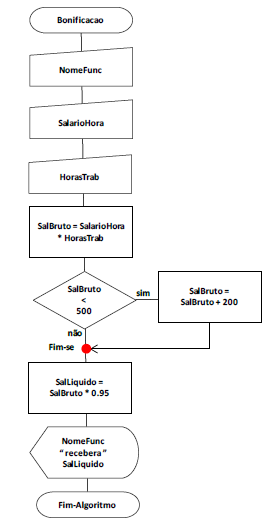 Bonificacao
NomeFunc
SalarioHora
HorasTrab
SalBruto = SalarioHora
* HorasTrab
SalBruto
<
500
sim
SalBruto =
SalBruto + 200
não
Fim-se
SalLiquido =
SalBruto * 0.95
NomeFunc
“ recebera ”
SalLiquido
Fim-Algoritmo